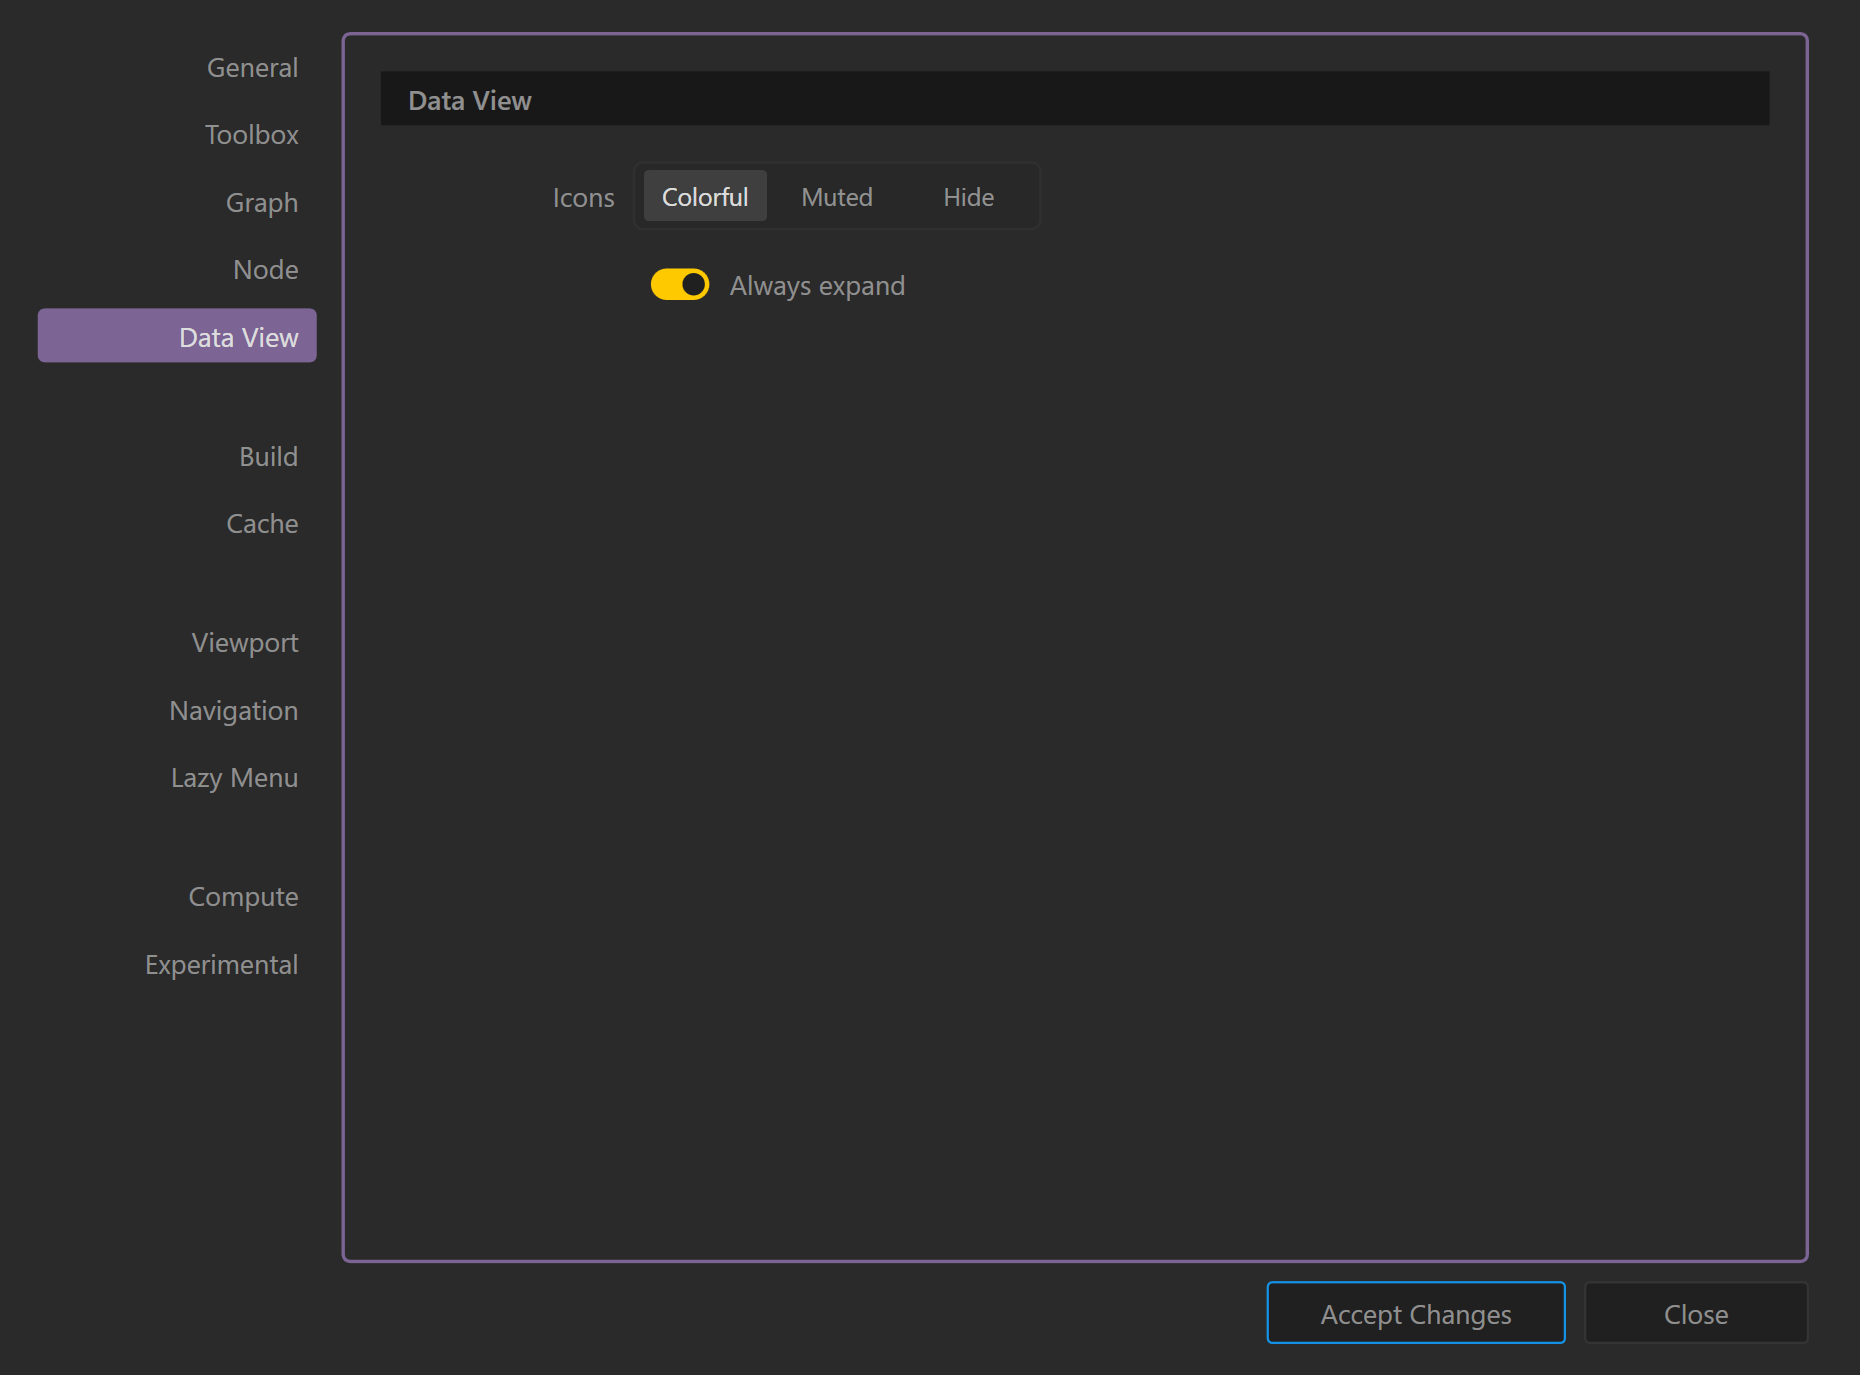 General
Toolbox
Graph
Node
Data View
Build
Cache
Viewport
Navigation
Lazy Menu
Compute
Experimental
Data View
Icons Colorful Muted Hide
Always expand
Accept Changes Close